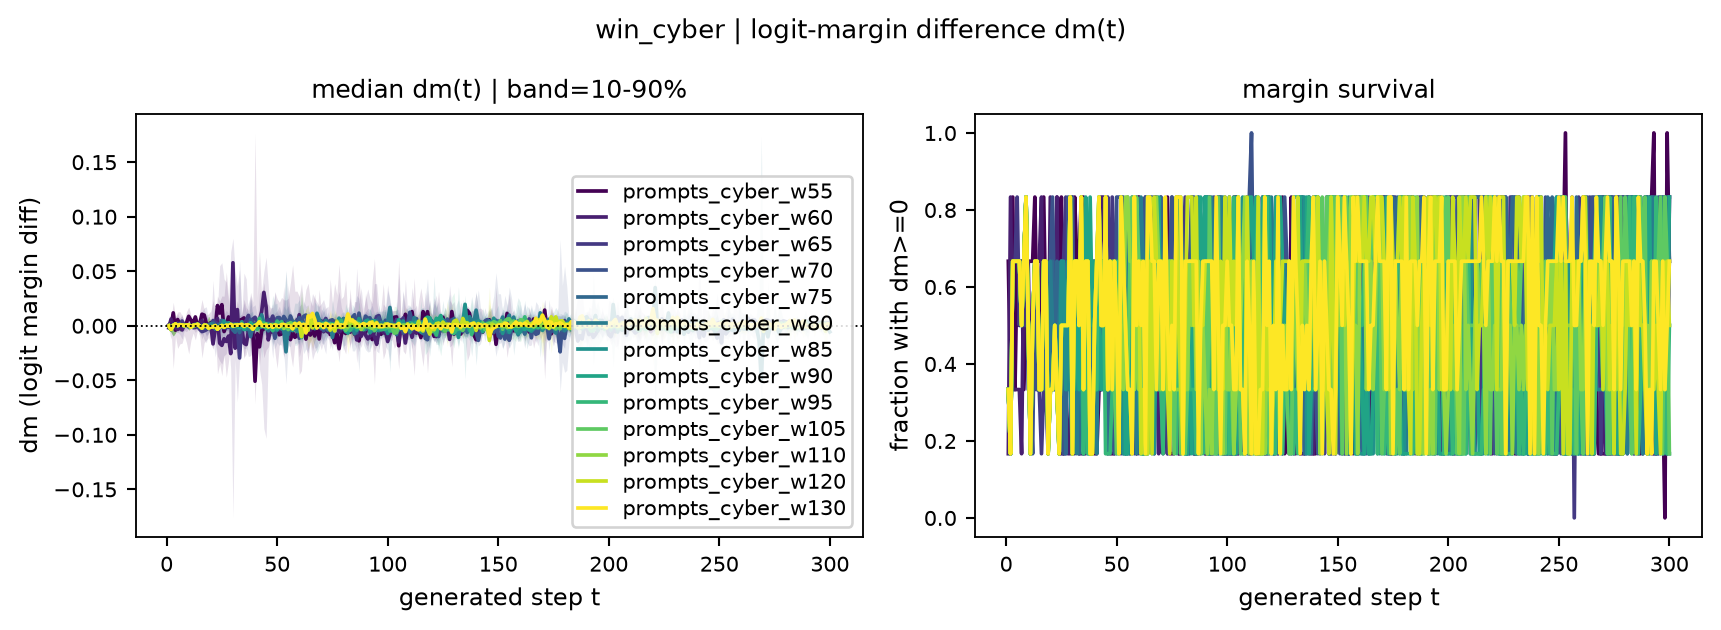 win_cyber | logit-margin difference dm(t)
median dm(t) | band=10-90%
0.15
0.10
0.05
0.00
−0.05
−0.10
−0.15
dm (logit margin diff)
0
50
100
150
200
250
300
generated step t
prompts_cyber_w55
prompts_cyber_w60
prompts_cyber_w65
prompts_cyber_w70
prompts_cyber_w75
prompts_cyber_w80
prompts_cyber_w85
prompts_cyber_w90
prompts_cyber_w95
prompts_cyber_w105
prompts_cyber_w110
prompts_cyber_w120
prompts_cyber_w130
margin survival
1.0
0.8
0.6
0.4
0.2
0.0
fraction with dm>=0
0
50
100
150
200
250
300
generated step t